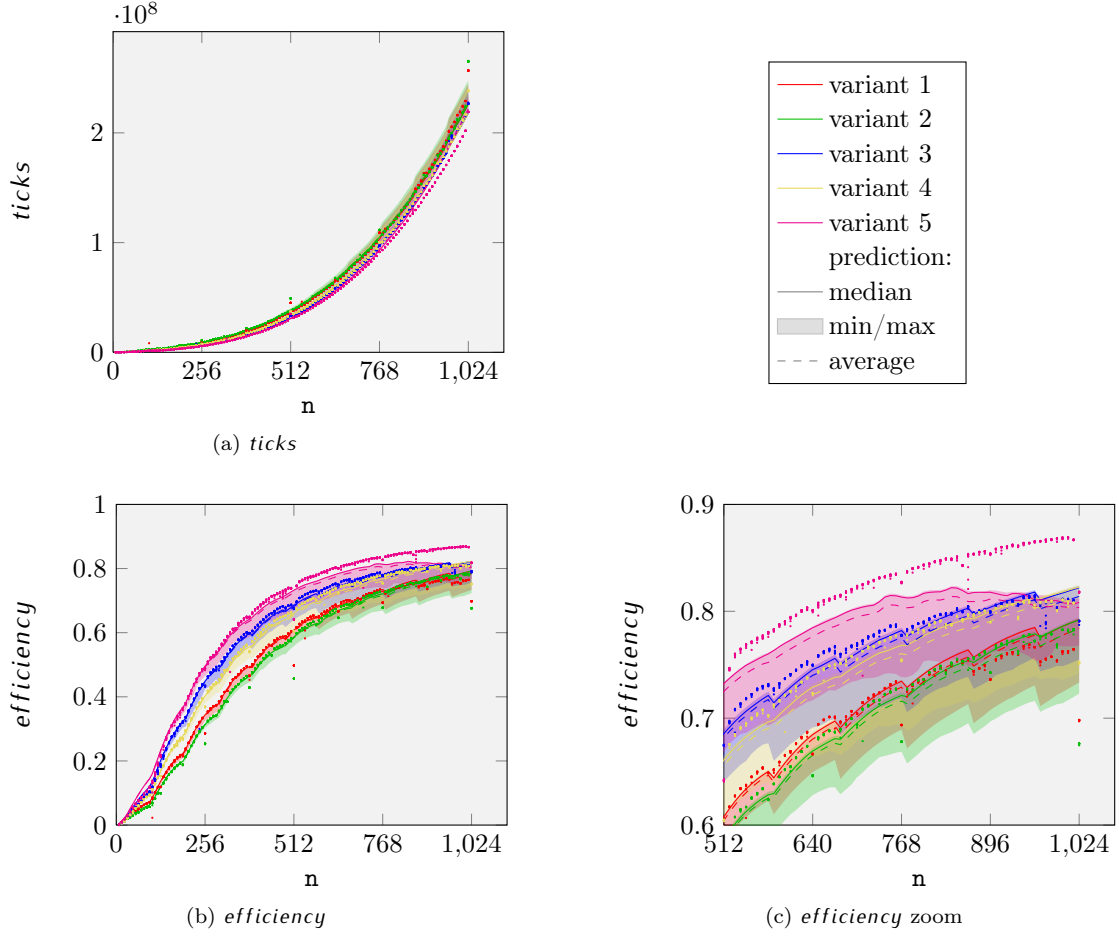 ·10⁸
2
1
0
ticks
0 256 512 768 1,024
n
(a) ticks
variant 1
variant 2
variant 3
variant 4
variant 5
prediction:
median
min/max
average
1
0.8
0.6
0.4
0.2
0
efficiency
0 256 512 768 1,024
n
(b) efficiency
0.9
0.8
0.7
0.6
efficiency
512 640 768 896 1,024
n
(c) efficiency zoom